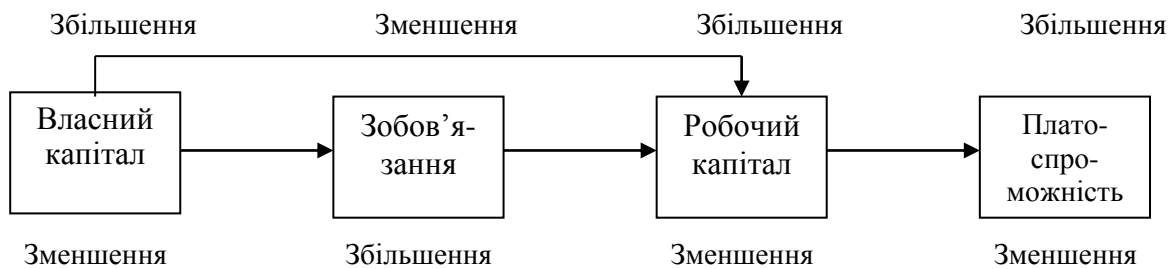 Збільшення Зменшення Збільшення Збільшення
Власний
капітал
Зобов’я-
зання
Робочий
капітал
Плато-
спро-
можність
Зменшення Збільшення Зменшення Зменшення